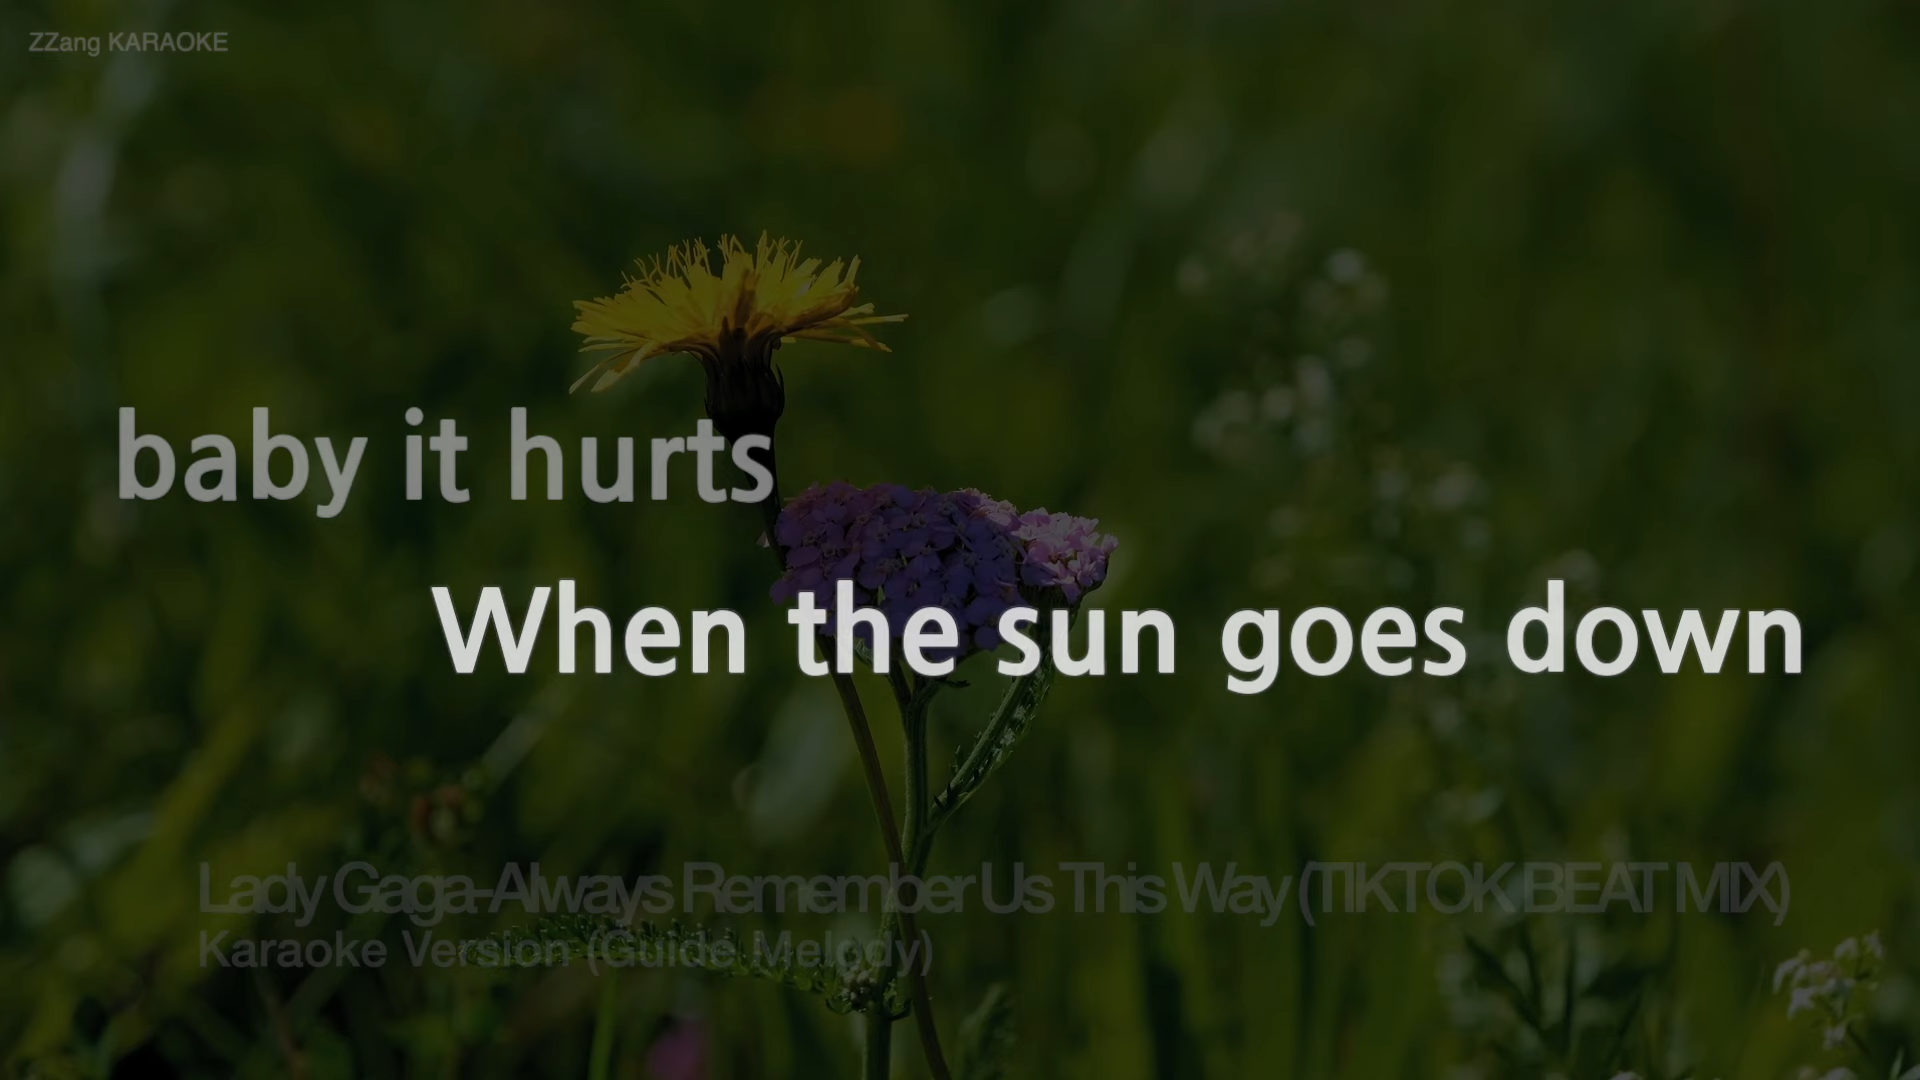 ZZang KARAOKE
baby it hurts
When the sun goes down
Lady Gaga-Always Remember Us This Way (TIKTOK BEAT MIX)
Karaoke Version (Guide Melody)